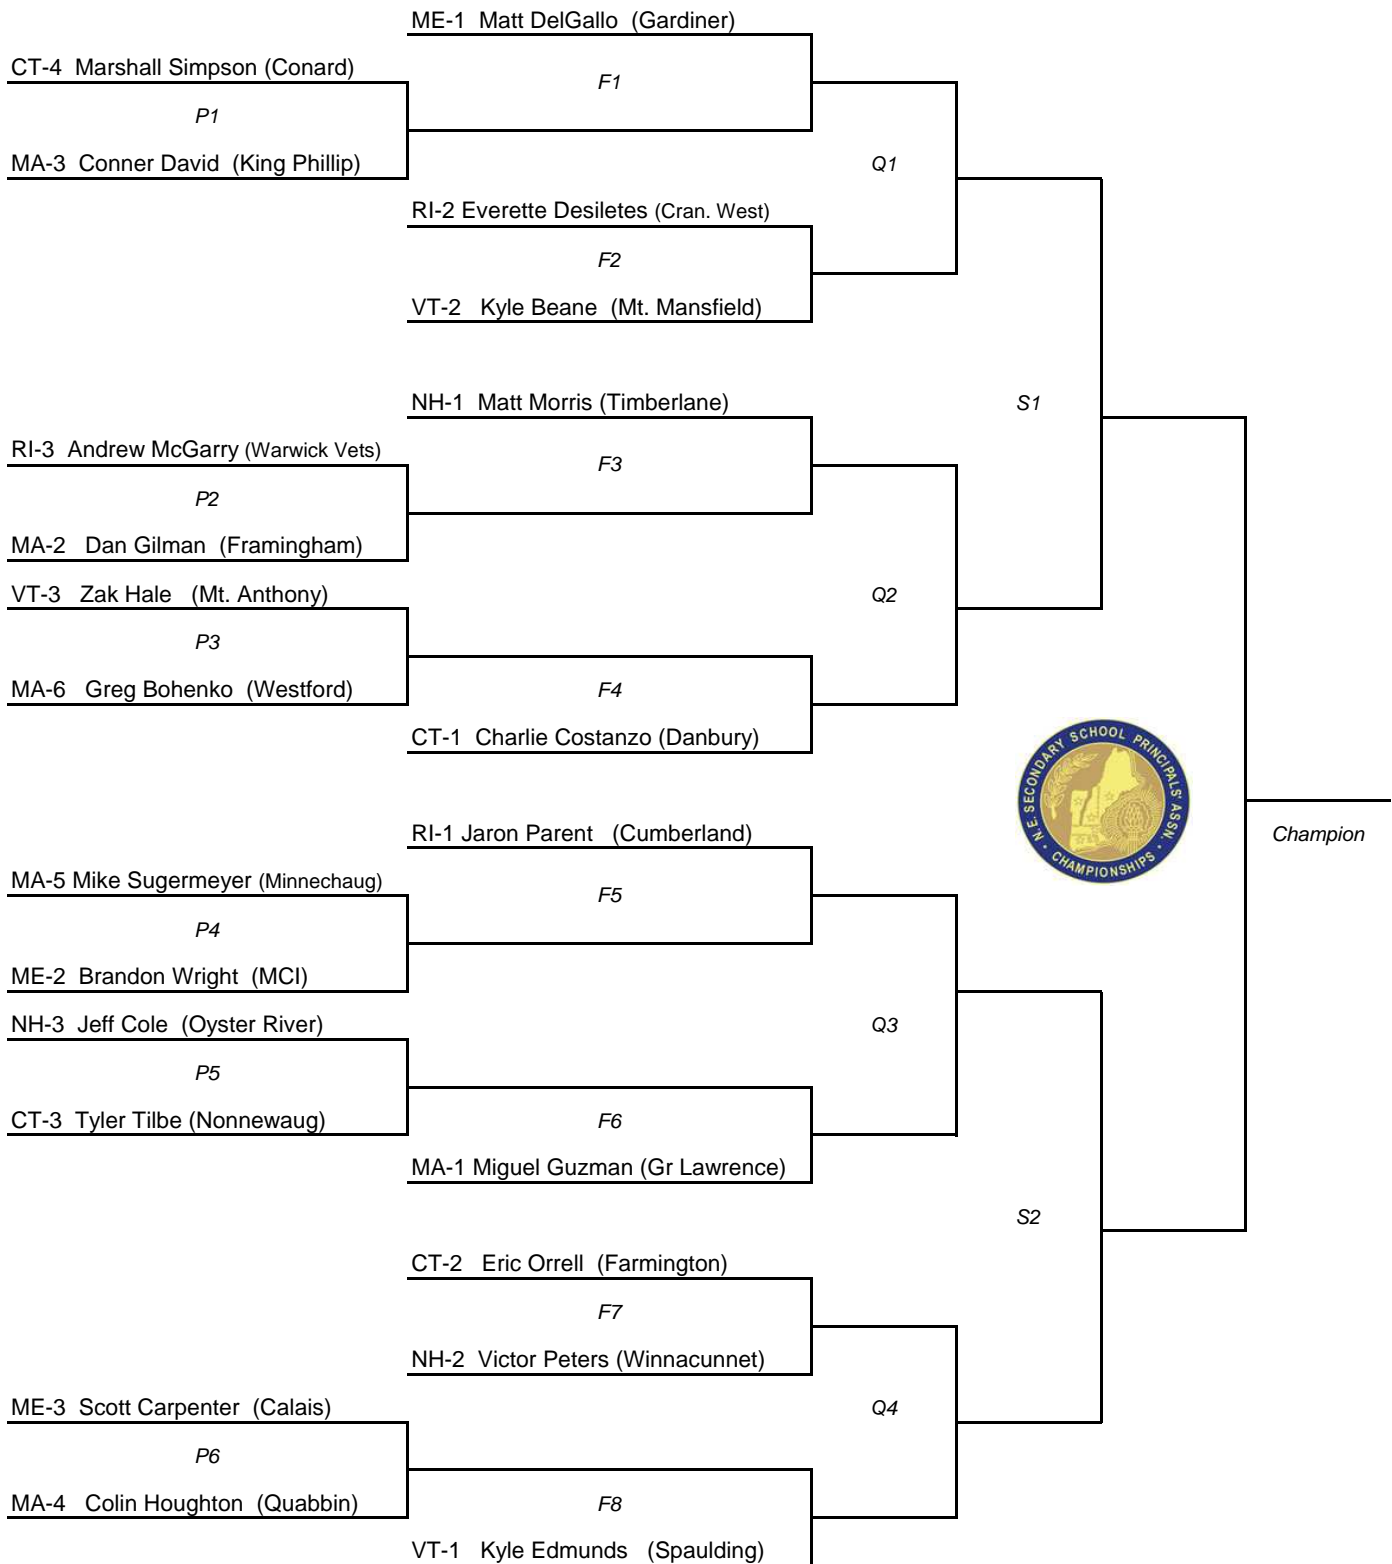 ME-1 Matt DelGallo (Gardiner)
CT-4 Marshall Simpson (Conard)
F1
P1
MA-3 Conner David (King Phillip)
Q1
RI-2 Everette Desiletes (Cran. West)
F2
VT-2 Kyle Beane (Mt. Mansfield)
NH-1 Matt Morris (Timberlane)
S1
RI-3 Andrew McGarry (Warwick Vets)
F3
P2
MA-2 Dan Gilman (Framingham)
VT-3 Zak Hale (Mt. Anthony)
Q2
P3
MA-6 Greg Bohenko (Westford)
F4
CT-1 Charlie Costanzo (Danbury)
N.E. SECONDARY SCHOOL PRINCIPALS' ASSN.
• CHAMPIONSHIPS •
RI-1 Jaron Parent (Cumberland)
Champion
MA-5 Mike Sugermeyer (Minnechaug)
F5
P4
ME-2 Brandon Wright (MCI)
NH-3 Jeff Cole (Oyster River)
Q3
P5
CT-3 Tyler Tilbe (Nonnewaug)
F6
MA-1 Miguel Guzman (Gr Lawrence)
S2
CT-2 Eric Orrell (Farmington)
F7
NH-2 Victor Peters (Winnacunnet)
ME-3 Scott Carpenter (Calais)
Q4
P6
MA-4 Colin Houghton (Quabbin)
F8
VT-1 Kyle Edmunds (Spaulding)